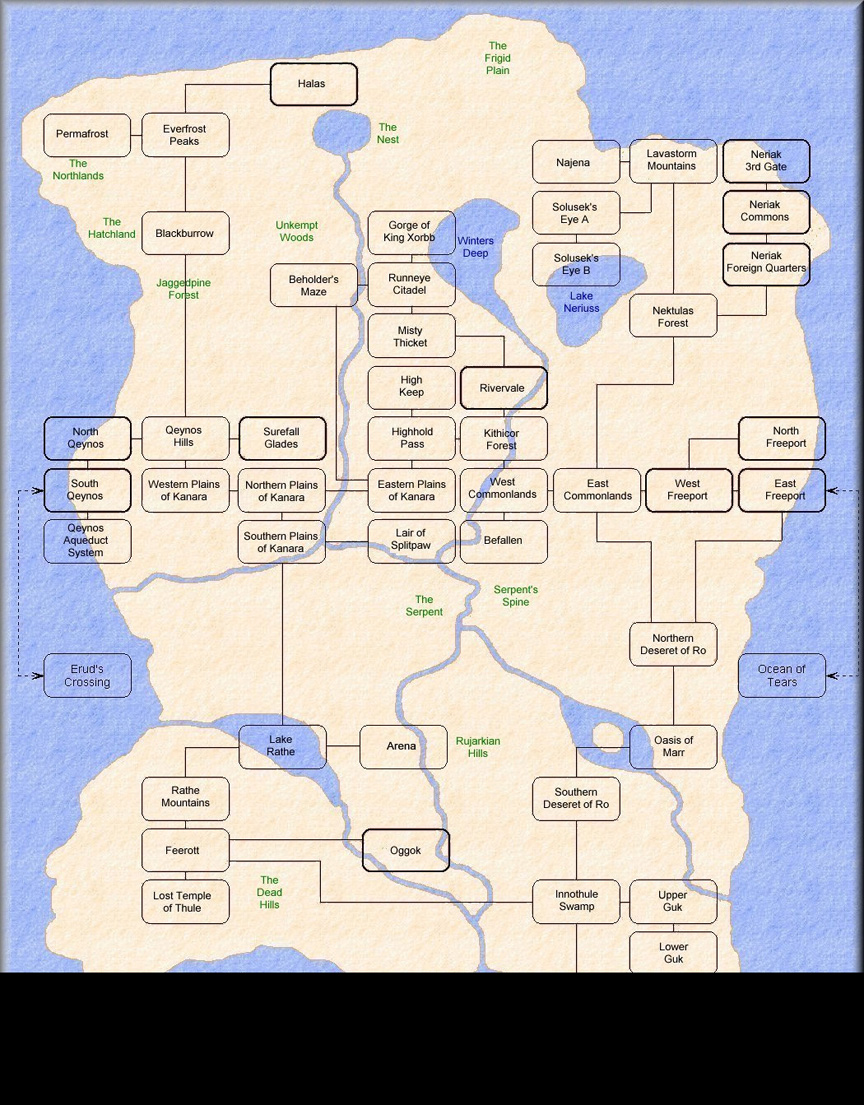 The
Frigid
Plain
Halas
Permafrost
Everfrost
Peaks
The
Nest
The
Northlands
Najena
Lavastorm
Mountains
Neriak
3rd Gate
Solusek's
Eye A
Neriak
Commons
The
Hatchland
Blackburrow
Unkempt
Woods
Gorge of
King Xorbb
Winters
Deep
Solusek's
Eye B
Neriak
Foreign Quarters
Jaggedpine
Forest
Beholder's
Maze
Runneye
Citadel
Lake
Neriuss
Nektulas
Forest
Misty
Thicket
High
Keep
Rivervale
North
Qeynos
Qeynos
Hills
Surefall
Glades
Highhold
Pass
Kithicor
Forest
North
Freeport
South
Qeynos
Western Plains
of Kanara
Northern Plains
of Kanara
Eastern Plains
of Kanara
West
Commonlands
East
Commonlands
West
Freeport
East
Freeport
Qeynos
Aqueduct
System
Southern Plains
of Kanara
Lair of
Splitpaw
Befallen
The
Serpent
Serpent's
Spine
Northern
Deseret of Ro
Erud's
Crossing
Ocean of
Tears
Lake
Rathe
Arena
Rujarkian
Hills
Oasis of
Marr
Rathe
Mountains
Southern
Deseret of Ro
Feerott
Oggok
The
Dead
Hills
Lost Temple
of Thule
Innothule
Swamp
Upper
Guk
Lower
Guk